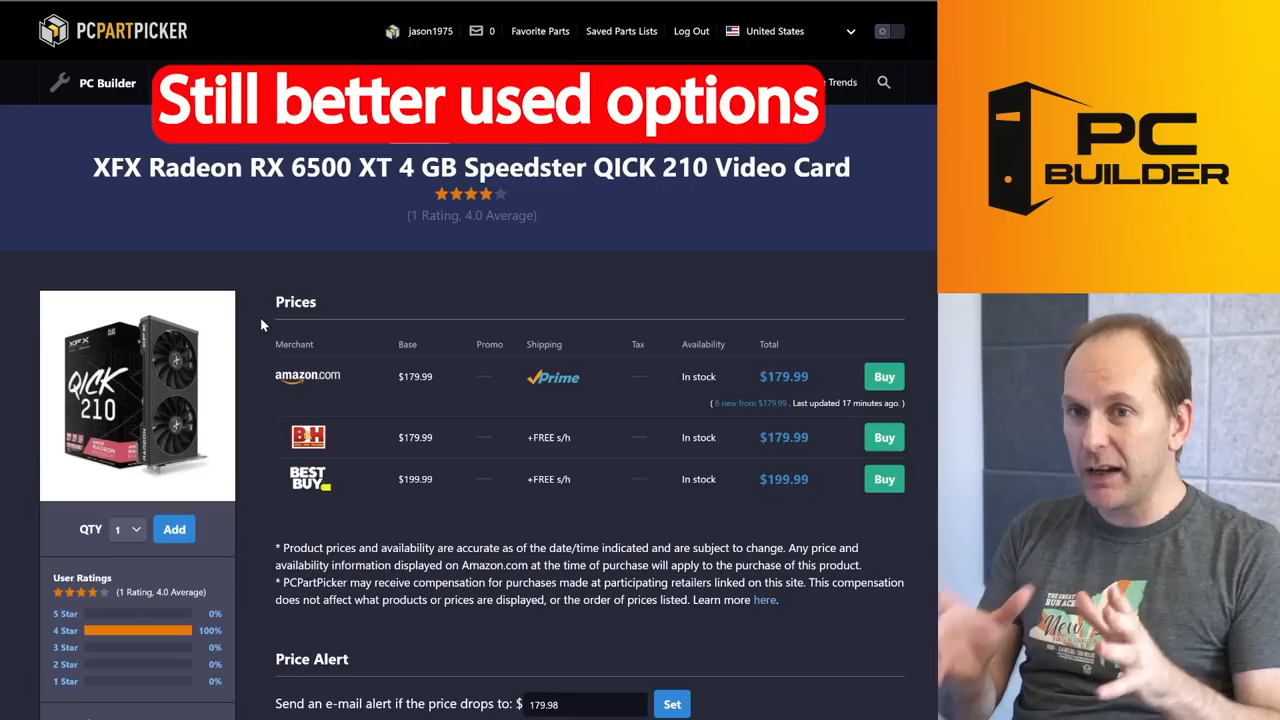 PCPARTPICKER
jason1975
0
Favorite Parts
Saved Parts Lists
Log Out
United States
PC Builder
Trends
Still better used options
XFX Radeon RX 6500 XT 4 GB Speedster QICK 210 Video Card
(1 Rating, 4.0 Average)
PC
BUILDER
XFX
QICK
210
Prices
Merchant Base Promo Shipping Tax Availability Total
amazon.com $179.99 — Prime — In stock $179.99 Buy
( 6 new from $179.99 . Last updated 17 minutes ago. )
B&H $179.99 — +FREE s/h — In stock $179.99 Buy
BEST
BUY
$199.99 — +FREE s/h — In stock $199.99 Buy
QTY 1 Add
* Product prices and availability are accurate as of the date/time indicated and are subject to change. Any price and
availability information displayed on Amazon.com at the time of purchase will apply to the purchase of this product.
* PCPartPicker may receive compensation for purchases made at participating retailers linked on this site. This compensation
does not affect what products or prices are displayed, or the order of prices listed. Learn more here.
User Ratings
(1 Rating, 4.0 Average)
5 Star 0%
4 Star 100%
3 Star 0%
2 Star 0%
1 Star 0%
Price Alert
Send an e-mail alert if the price drops to: $ 179.98 Set
THE GREAT
RUN ACR
New